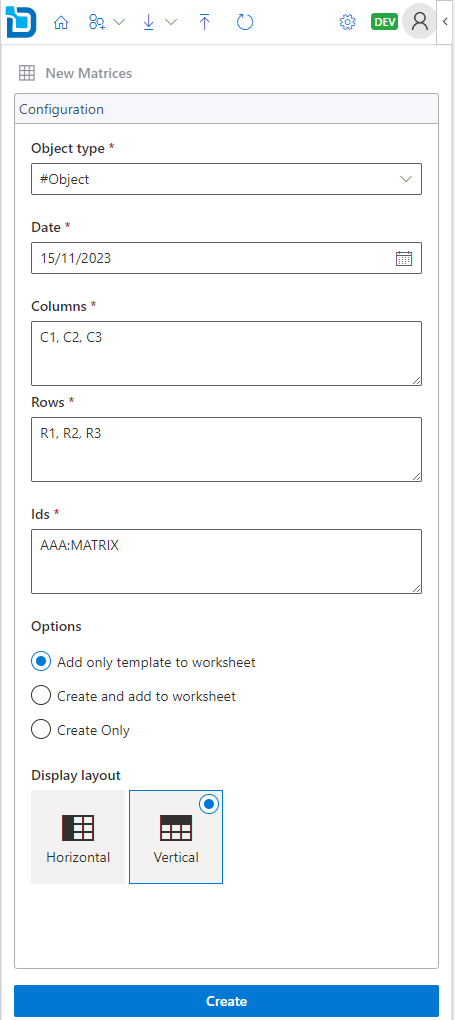 DEV
New Matrices
Configuration
Object type *
#Object
Date *
15/11/2023
Columns *
C1, C2, C3
Rows *
R1, R2, R3
Ids *
AAA:MATRIX
Options
Add only template to worksheet
Create and add to worksheet
Create Only
Display layout
Horizontal
Vertical
Create